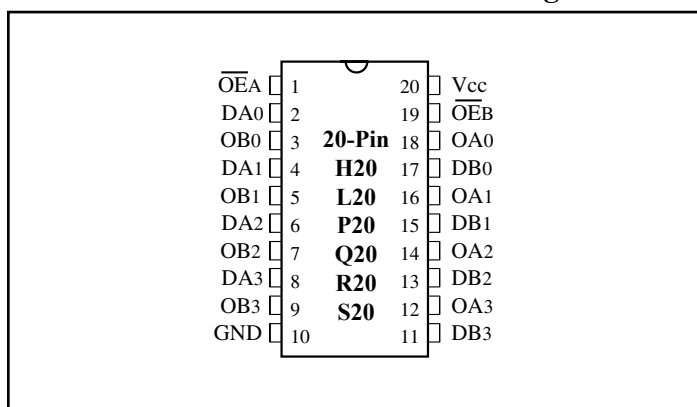 OEA 1 20 Vcc
DA0 2 19 OEB
OB0 3 20-Pin 18 OA0
DA1 4 H20 17 DB0
OB1 5 L20 16 OA1
DA2 6 P20 15 DB1
OB2 7 Q20 14 OA2
DA3 8 R20 13 DB2
OB3 9 S20 12 OA3
GND 10 11 DB3